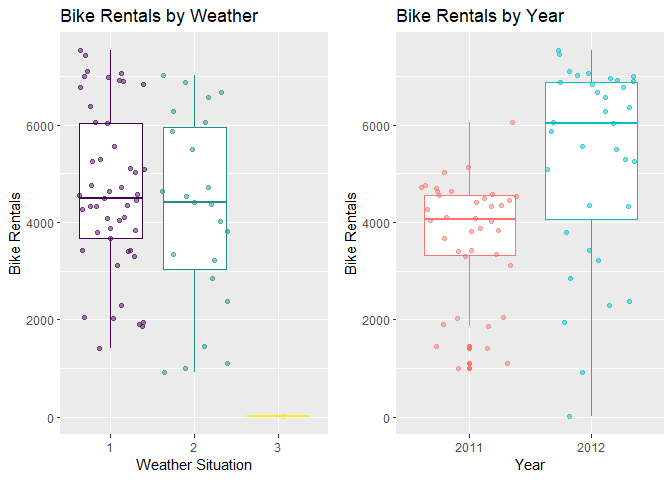 Bike Rentals by Weather
Bike Rentals
6000
4000
2000
0
1 2 3
Weather Situation
Bike Rentals by Year
Bike Rentals
6000
4000
2000
0
2011 2012
Year